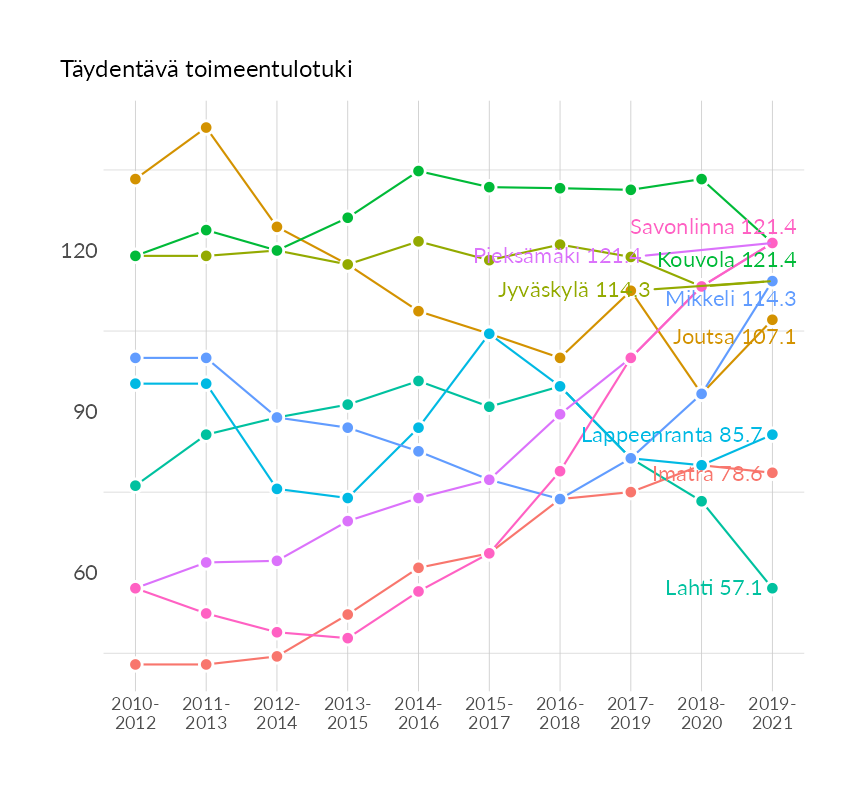 Täydentävä toimeentulotuki
120
90
60
Savonlinna 121.4
Pieksämäki 121.4
Kouvola 121.4
Jyväskylä 114.3
Mikkeli 114.3
Joutsa 107.1
Lappeenranta 85.7
Imatra 78.6
Lahti 57.1
2010- 2011- 2012- 2013- 2014- 2015- 2016- 2017- 2018- 2019-
2012 2013 2014 2015 2016 2017 2018 2019 2020 2021